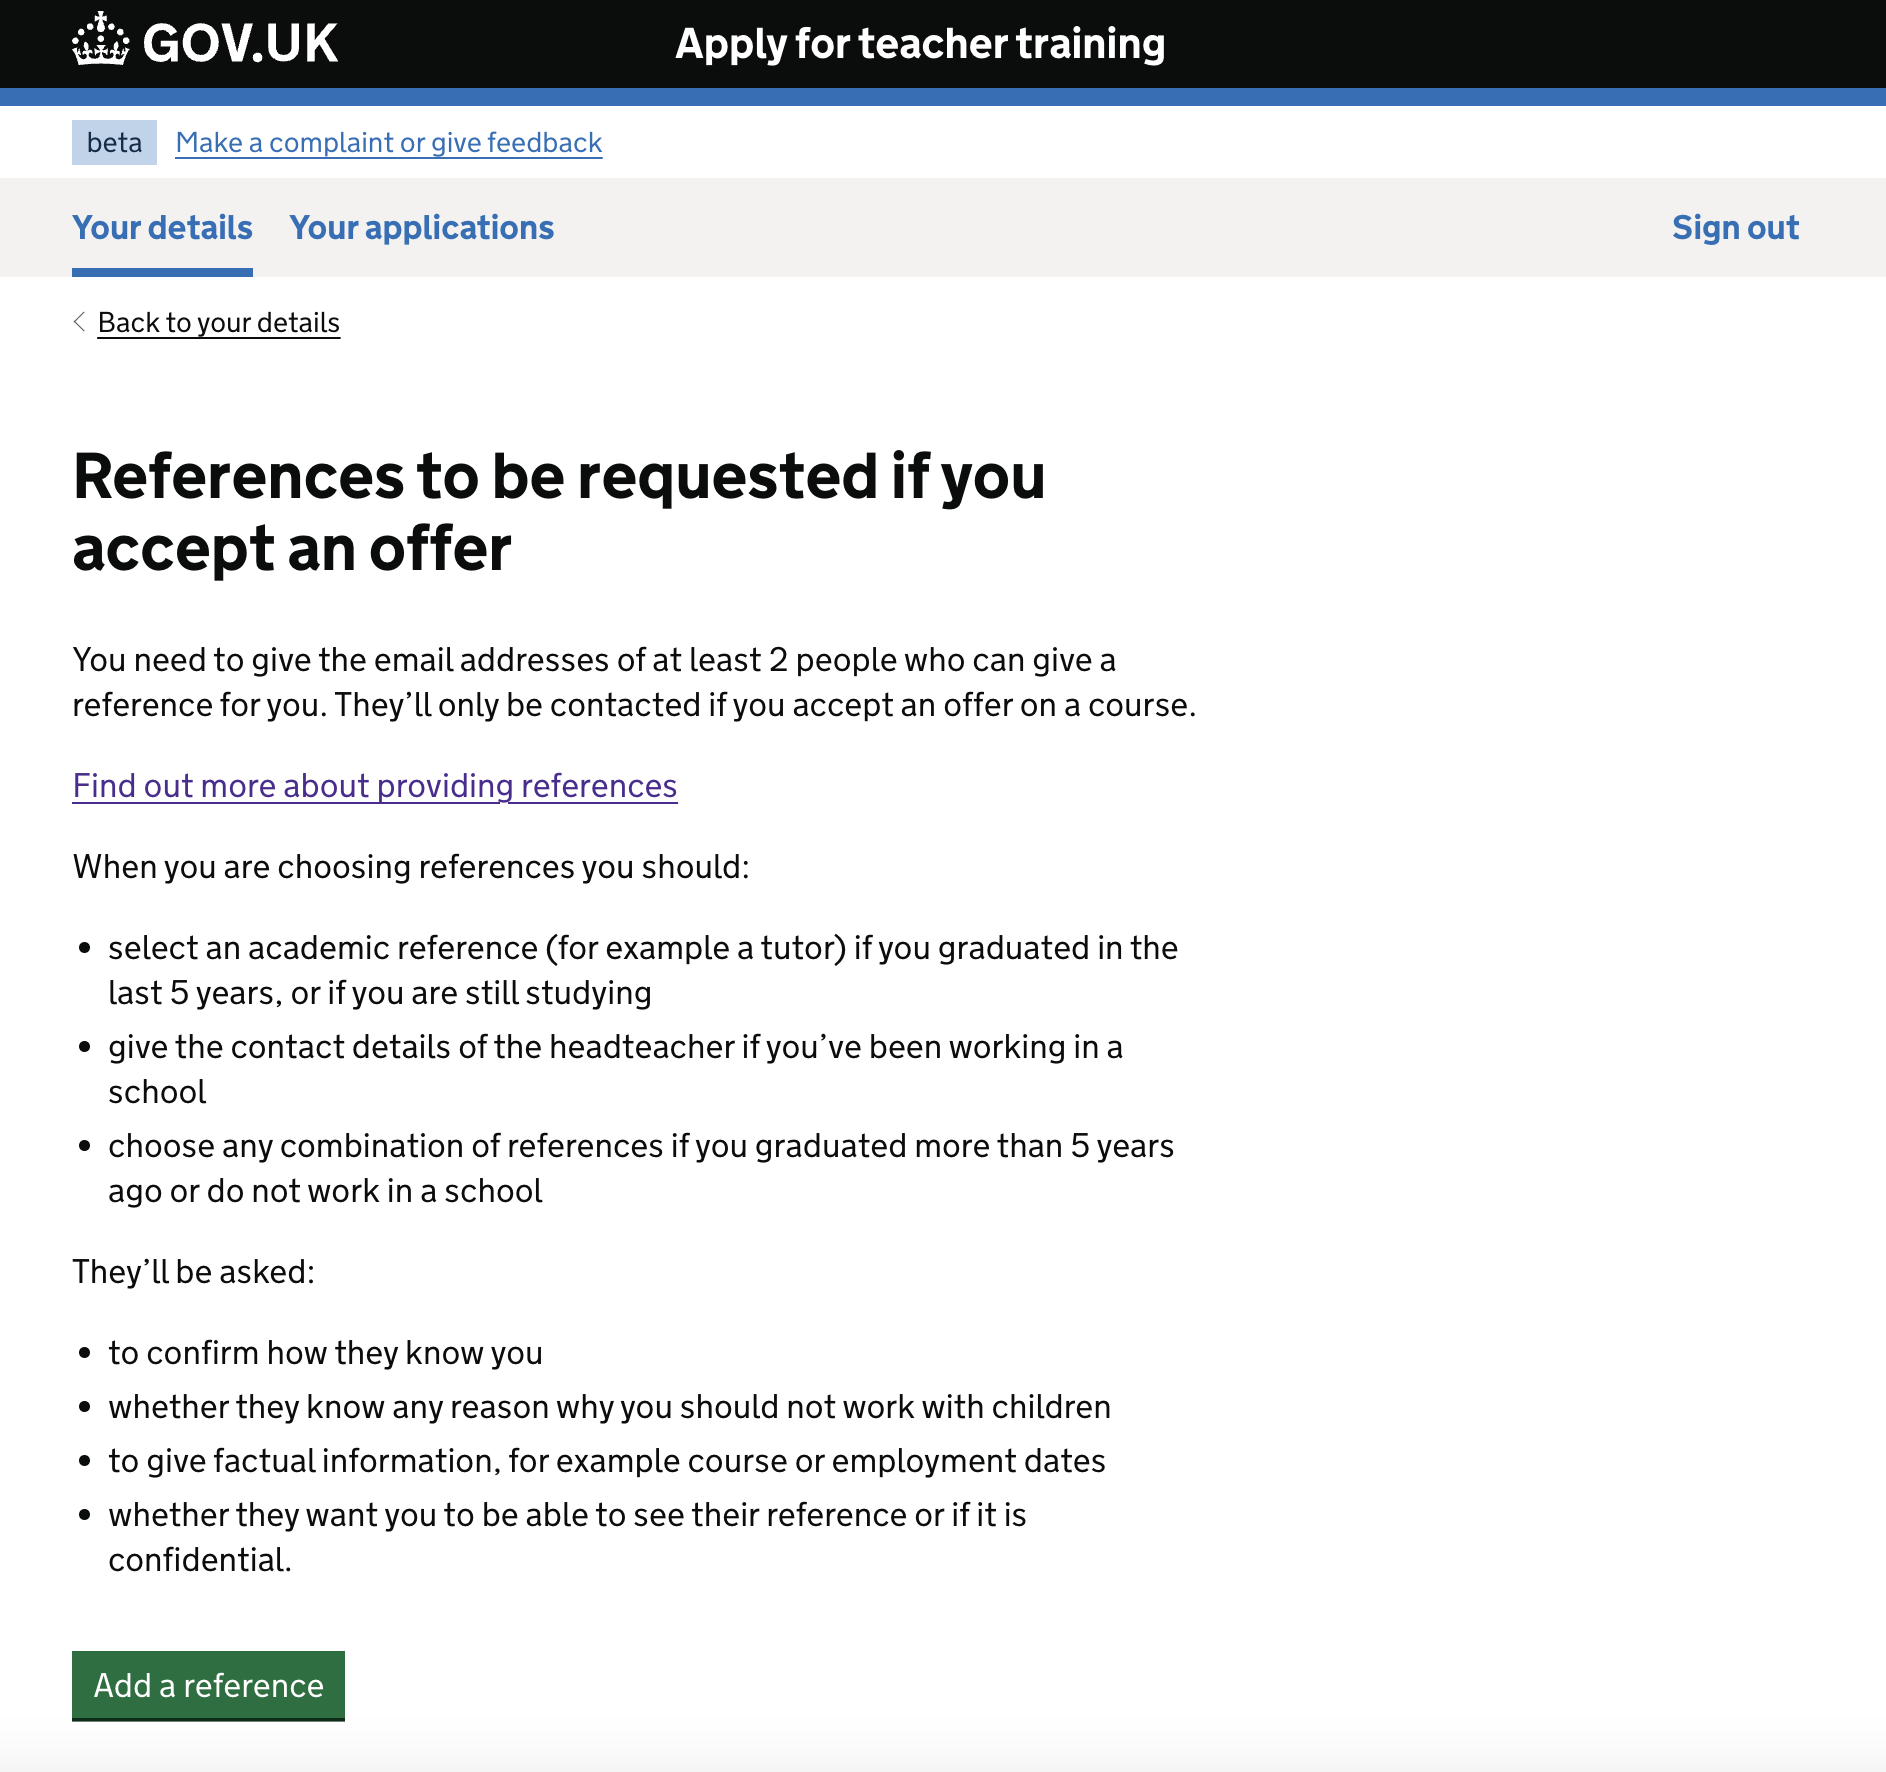 GOV.UK
Apply for teacher training
beta
Make a complaint or give feedback
Your details
Your applications
Sign out
Back to your details
References to be requested if you
accept an offer
You need to give the email addresses of at least 2 people who can give a
reference for you. They’ll only be contacted if you accept an offer on a course.
Find out more about providing references
When you are choosing references you should:
• select an academic reference (for example a tutor) if you graduated in the
last 5 years, or if you are still studying
• give the contact details of the headteacher if you’ve been working in a
school
• choose any combination of references if you graduated more than 5 years
ago or do not work in a school
They’ll be asked:
• to confirm how they know you
• whether they know any reason why you should not work with children
• to give factual information, for example course or employment dates
• whether they want you to be able to see their reference or if it is
confidential.
Add a reference